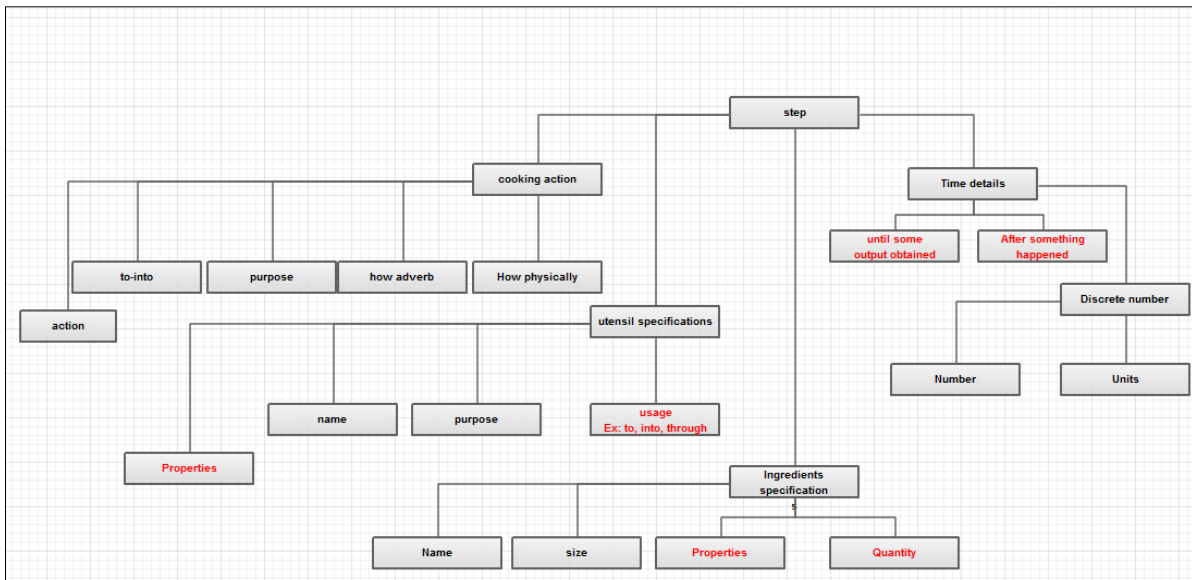 step
cooking action
Time details
until some
output obtained
After something
happened
to-into
purpose
how adverb
How physically
Discrete number
action
utensil specifications
Number
Units
name
purpose
usage
Ex: to, into, through
Properties
Ingredients
specification
s
Name
size
Properties
Quantity